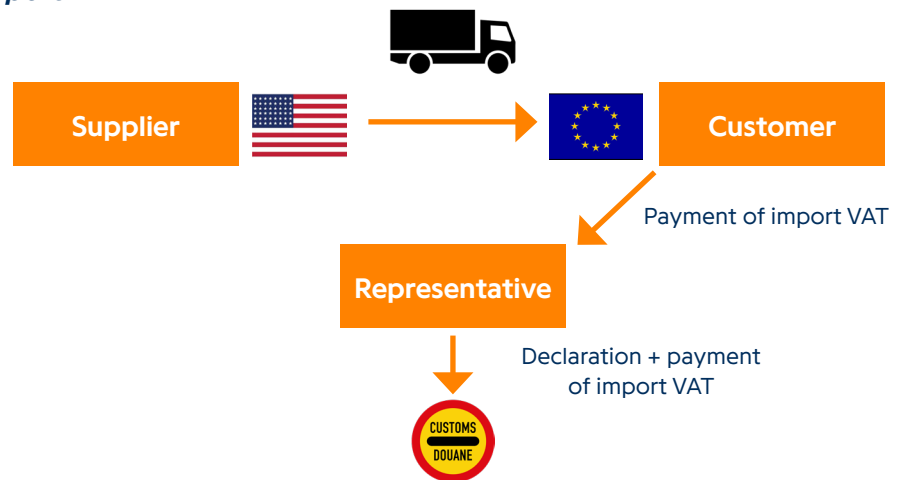 Supplier
Customer
Payment of import VAT
Representative
Declaration + payment
of import VAT
CUSTOMS
DOUANE